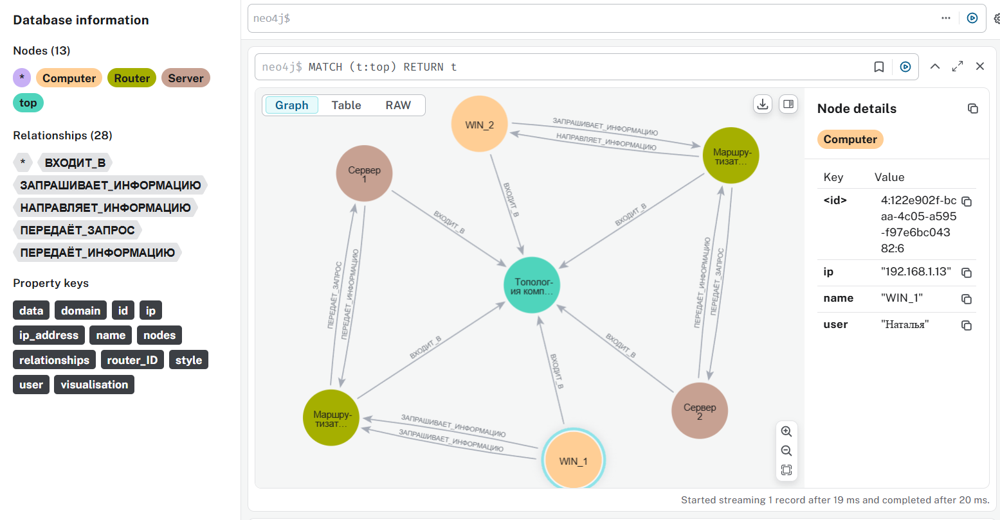 Database information
Nodes (13)
* Computer Router Server
top
Relationships (28)
* ВХОДИТ_В
ЗАПРАШИВАЕТ_ИНФОРМАЦИЮ
НАПРАВЛЯЕТ_ИНФОРМАЦИЮ
ПЕРЕДАЁТ_ЗАПРОС
ПЕРЕДАЁТ_ИНФОРМАЦИЮ
Property keys
data domain id ip
ip_address name nodes
relationships router_ID style
user visualisation
neo4j$
neo4j$ MATCH (t:top) RETURN t
Graph Table RAW
WIN_2
ЗАПРАШИВАЕТ_ИНФОРМАЦИЮ
НАПРАВЛЯЕТ_ИНФОРМАЦИЮ
Маршру-
тизат...
Сервер
1
ВХОДИТ_В
ВХОДИТ_В
ВХОДИТ_В
ПЕРЕДАЁТ_ЗАПРОС
ПЕРЕДАЁТ_ИНФОРМАЦИЮ
Тополог-
ия комп...
ПЕРЕДАЁТ_ИНФОРМАЦИЮ
ПЕРЕДАЁТ_ЗАПРОС
ВХОДИТ_В
ВХОДИТ_В
ВХОДИТ_В
Маршру-
тизат...
ЗАПРАШИВАЕТ_ИНФОРМАЦИЮ
ЗАПРАШИВАЕТ_ИНФОРМАЦИЮ
WIN_1
Сервер
2
Node details
Computer
Key Value
<id> 4:122e902f-bc
aa-4c05-a595
-f97e6bc043
82:6
ip "192.168.1.13"
name "WIN_1"
user "Наталья"
Started streaming 1 record after 19 ms and completed after 20 ms.